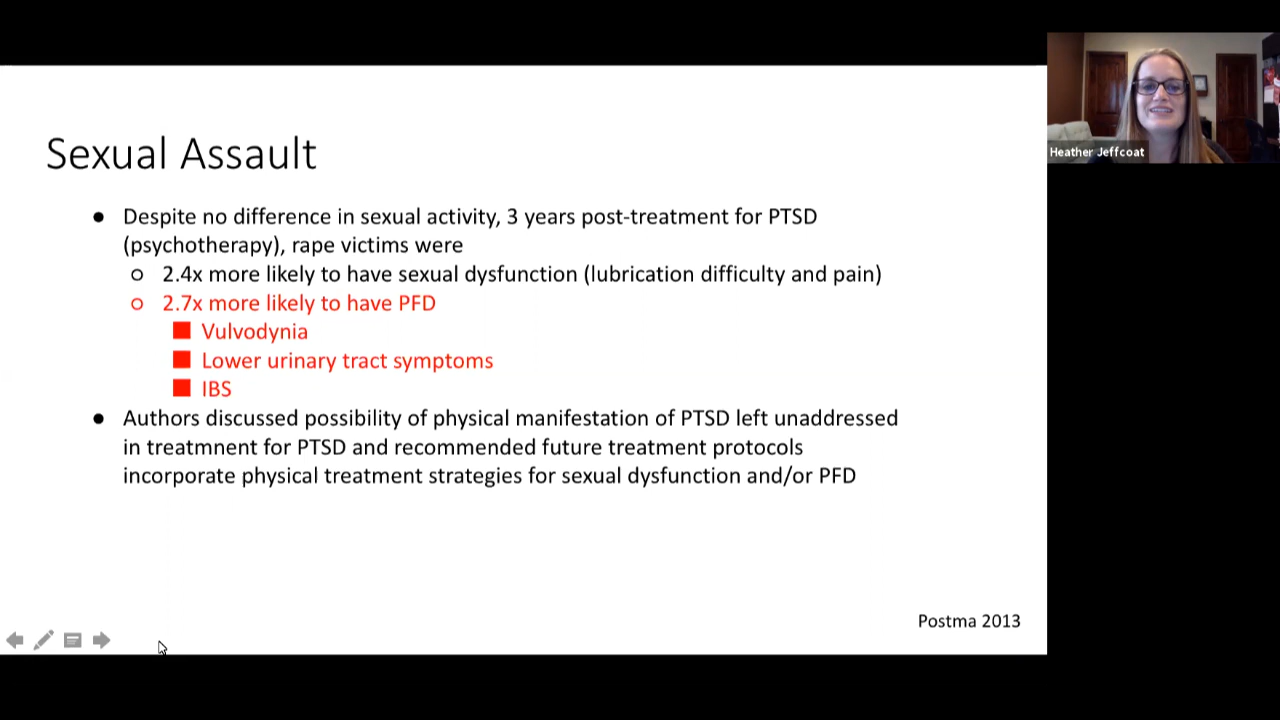 Sexual Assault
● Despite no difference in sexual activity, 3 years post-treatment for PTSD
(psychotherapy), rape victims were
○ 2.4x more likely to have sexual dysfunction (lubrication difficulty and pain)
○ 2.7x more likely to have PFD
■ Vulvodynia
■ Lower urinary tract symptoms
■ IBS
● Authors discussed possibility of physical manifestation of PTSD left unaddressed
in treatmnent for PTSD and recommended future treatment protocols
incorporate physical treatment strategies for sexual dysfunction and/or PFD
Postma 2013
Heather Jeffcoat